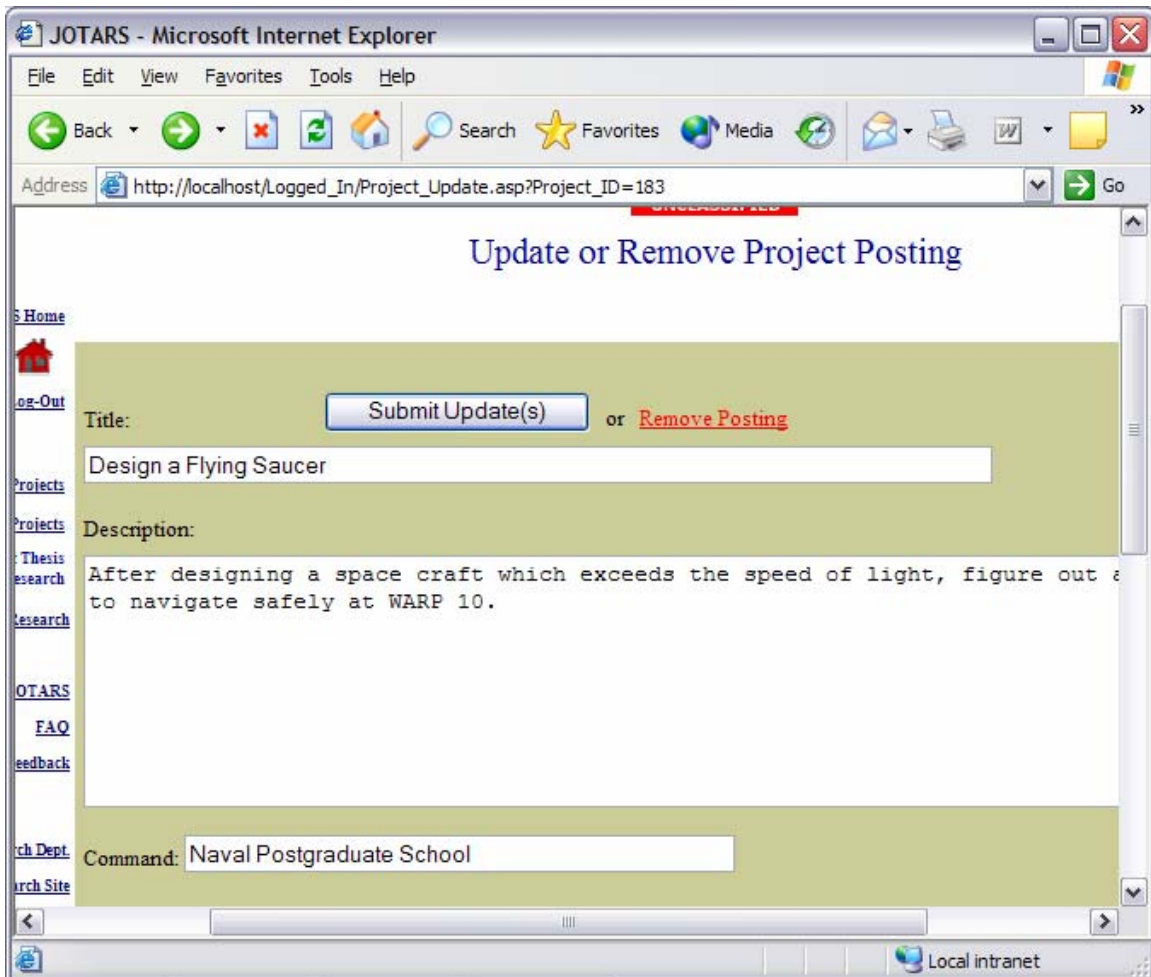 JOTARS - Microsoft Internet Explorer
File Edit View Favorites Tools Help
Back Search Favorites Media »
Address http://localhost/Logged_In/Project_Update.asp?Project_ID=183 Go
UNCLASSIFIED
Update or Remove Project Posting
S Home
og-Out
Title: Submit Update(s) or Remove Posting
Design a Flying Saucer
Projects
Projects
Description:
Thesis
esearch
After designing a space craft which exceeds the speed of light, figure out a
to navigate safely at WARP 10.
Research
OTARS
FAQ
eedback
rch Dept.
Command: Naval Postgraduate School
arch Site
Local intranet